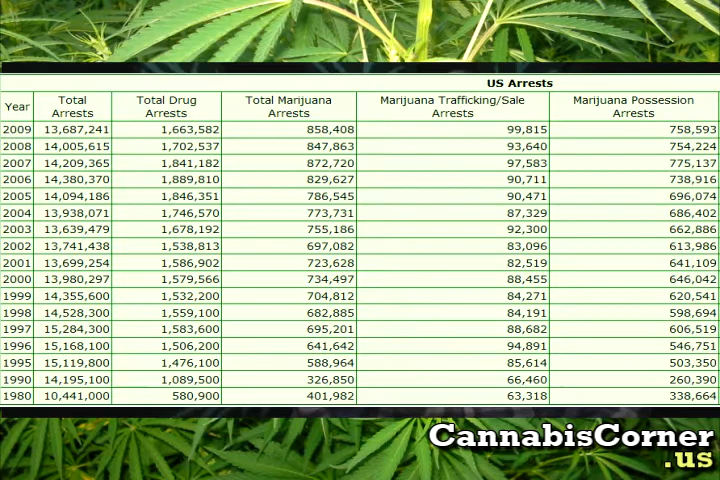 US Arrests
Year Total Arrests Total Drug Arrests Total Marijuana Arrests Marijuana Trafficking/Sale Arrests Marijuana Possession Arrests
2009 13,687,241 1,663,582 858,408 99,815 758,593
2008 14,005,615 1,702,537 847,863 93,640 754,224
2007 14,209,365 1,841,182 872,720 97,583 775,137
2006 14,380,370 1,889,810 829,627 90,711 738,916
2005 14,094,186 1,846,351 786,545 90,471 696,074
2004 13,938,071 1,746,570 773,731 87,329 686,402
2003 13,639,479 1,678,192 755,186 92,300 662,886
2002 13,741,438 1,538,813 697,082 83,096 613,986
2001 13,699,254 1,586,902 723,628 82,519 641,109
2000 13,980,297 1,579,566 734,497 88,455 646,042
1999 14,355,600 1,532,200 704,812 84,271 620,541
1998 14,528,300 1,559,100 682,885 84,191 598,694
1997 15,284,300 1,583,600 695,201 88,682 606,519
1996 15,168,100 1,506,200 641,642 94,891 546,751
1995 15,119,800 1,476,100 588,964 85,614 503,350
1990 14,195,100 1,089,500 326,850 66,460 260,390
1980 10,441,000 580,900 401,982 63,318 338,664
CannabisCorner
.us